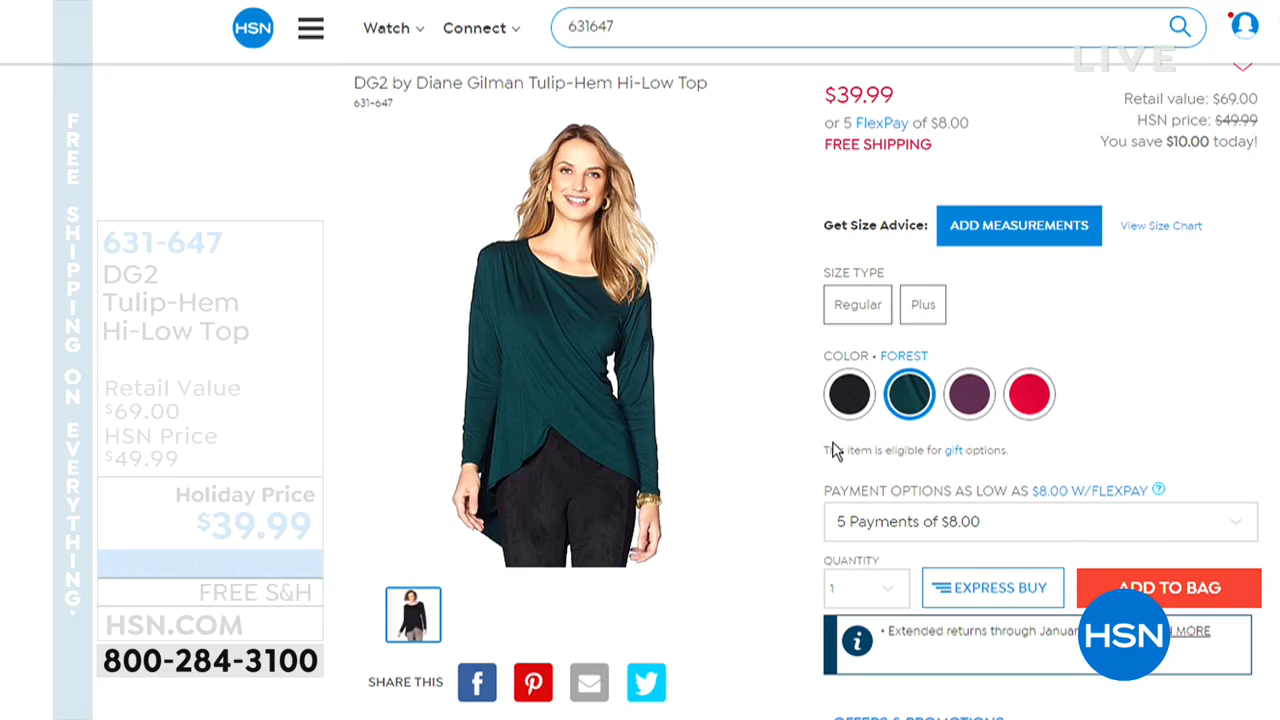 HSN
Watch
Connect
631647
LIVE
DG2 by Diane Gilman Tulip-Hem Hi-Low Top
631-647
$39.99
or 5 FlexPay of $8.00
FREE SHIPPING
Retail value: $69.00
HSN price: $49.99
You save $10.00 today!
Get Size Advice:
ADD MEASUREMENTS
View Size Chart
SIZE TYPE
Regular
Plus
COLOR • FOREST
This item is eligible for gift options.
PAYMENT OPTIONS AS LOW AS $8.00 W/FLEXPAY ?
5 Payments of $8.00
QUANTITY
1
EXPRESS BUY
ADD TO BAG
i
• Extended returns through
MORE
HSN
SHARE THIS
FREE SHIPPING ON EVERYTHING.*
631-647
DG2
Tulip-Hem
Hi-Low Top
Retail Value
$69.00
HSN Price
$49.99
Holiday Price
$39.99
FREE S&H
HSN.COM
800-284-3100
OFFERS & PROMOTIONS